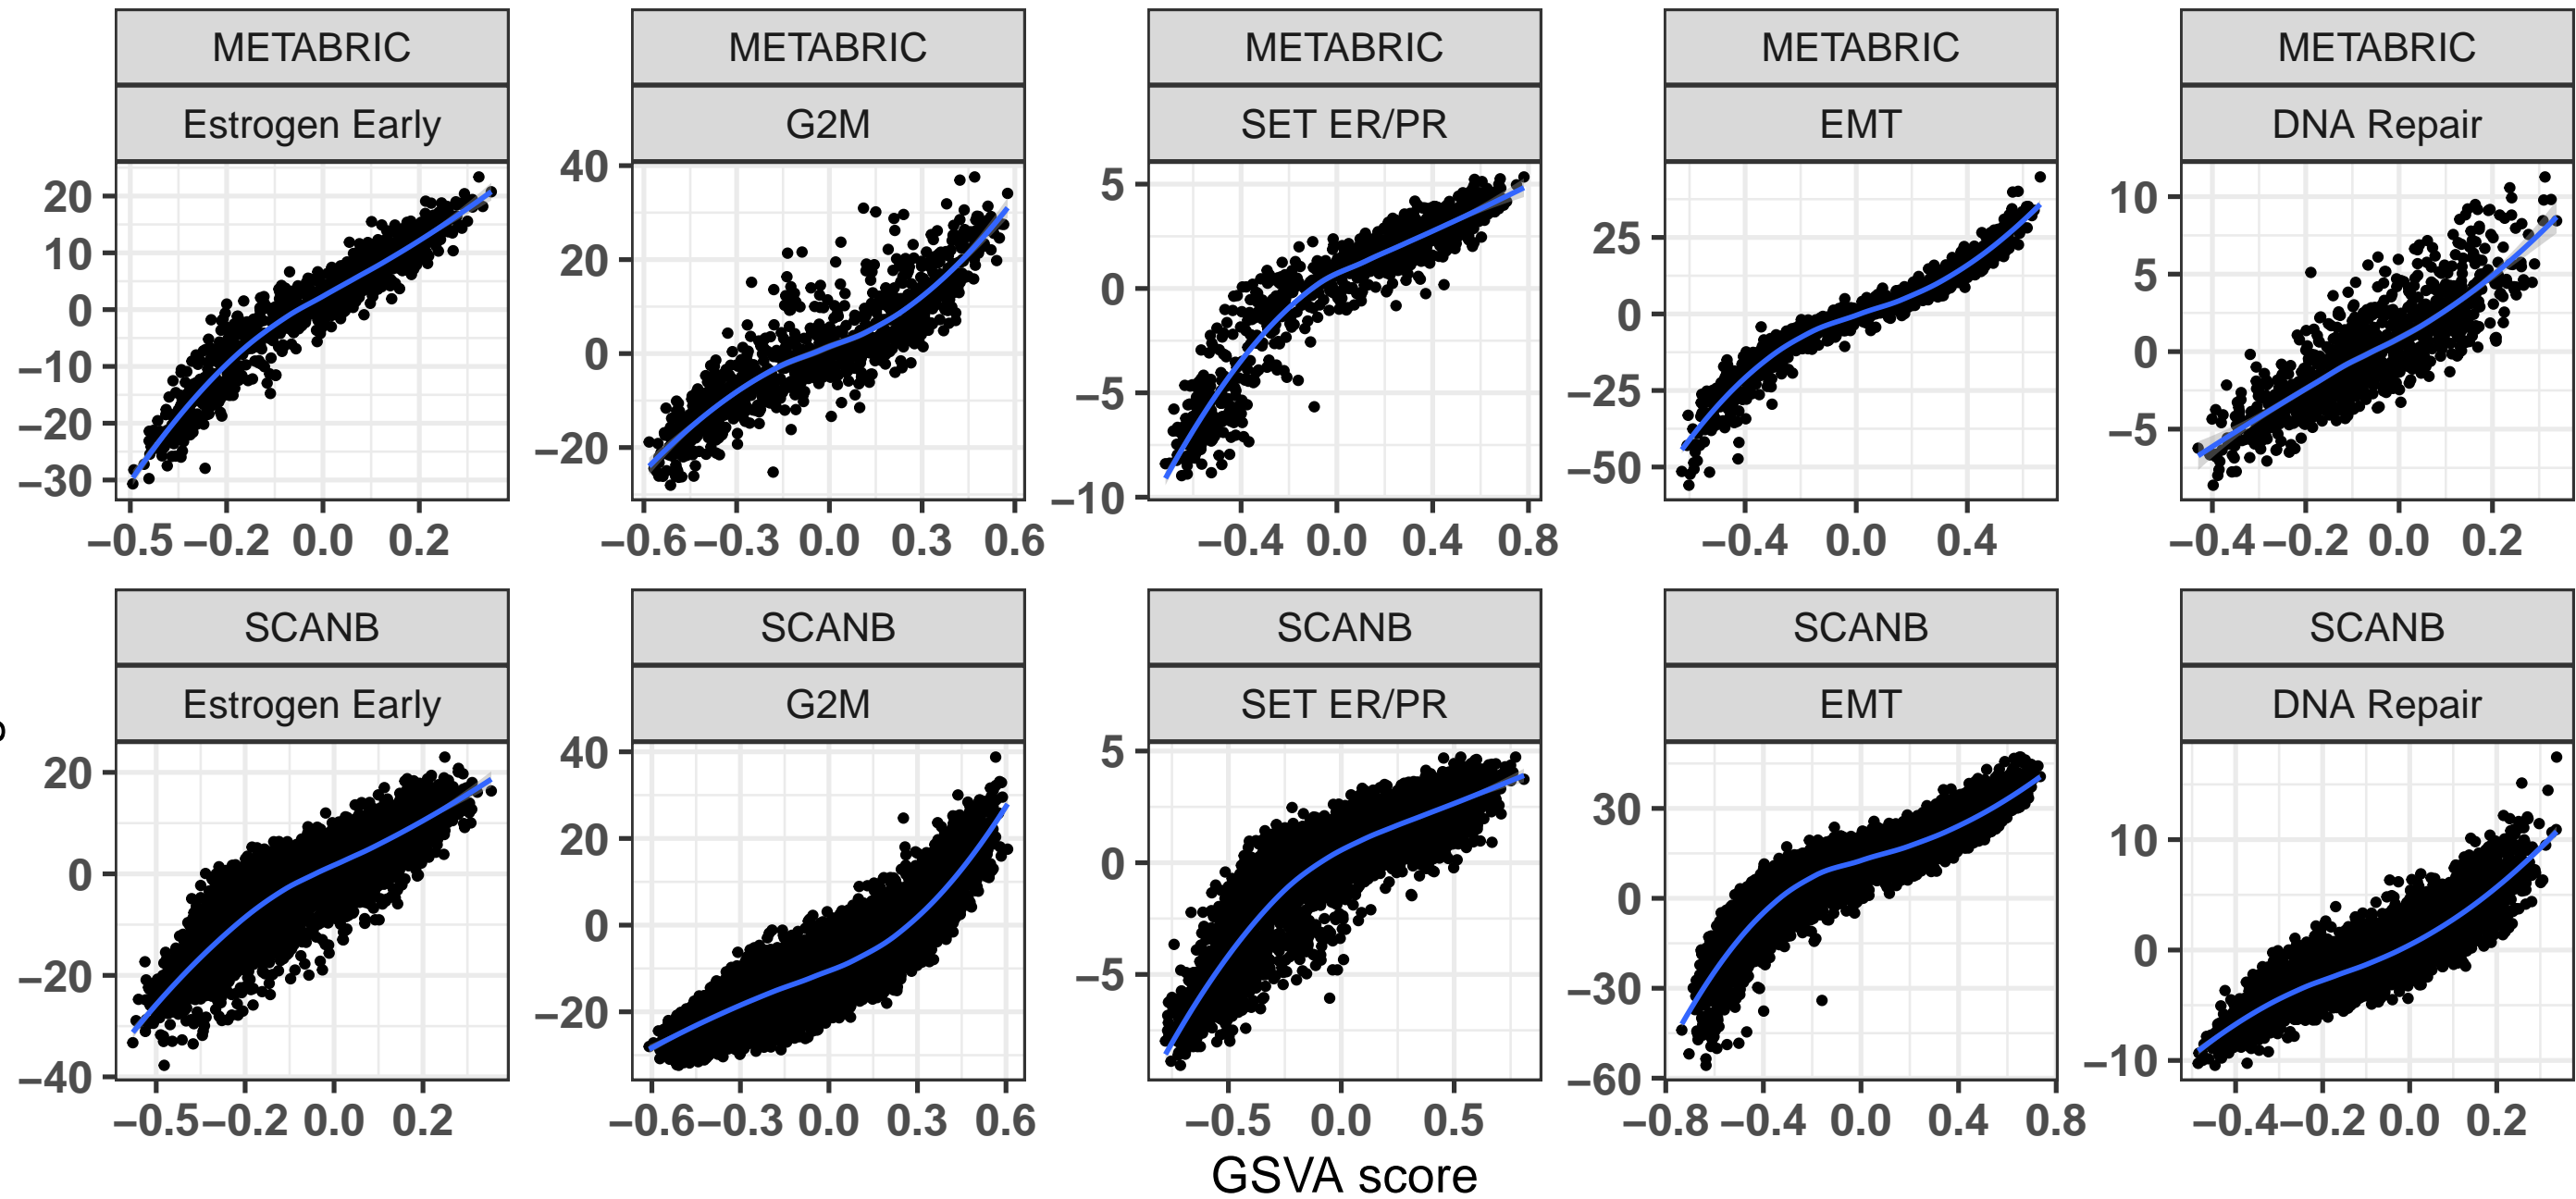 METABRIC METABRIC METABRIC METABRIC METABRIC
Estrogen Early G2M SET ER/PR EMT DNA Repair
20 10 0 −10 −20 −30
40 20 0 −20
5 0 −5 −10
25 0 −25 −50
10 5 0 −5
−0.5 −0.2 0.0 0.2 −0.6 −0.3 0.0 0.3 0.6 −0.4 0.0 0.4 0.8 −0.4 0.0 0.4 −0.4 −0.2 0.0 0.2
SCANB SCANB SCANB SCANB SCANB
Estrogen Early G2M SET ER/PR EMT DNA Repair
20 0 −20 −40
40 20 0 −20
5 0 −5
30 0 −30 −60
10 0 −10
−0.5 −0.2 0.0 0.2 −0.6 −0.3 0.0 0.3 0.6 −0.5 0.0 0.5 −0.8 −0.4 0.0 0.4 0.8 −0.4 −0.2 0.0 0.2
GSVA score